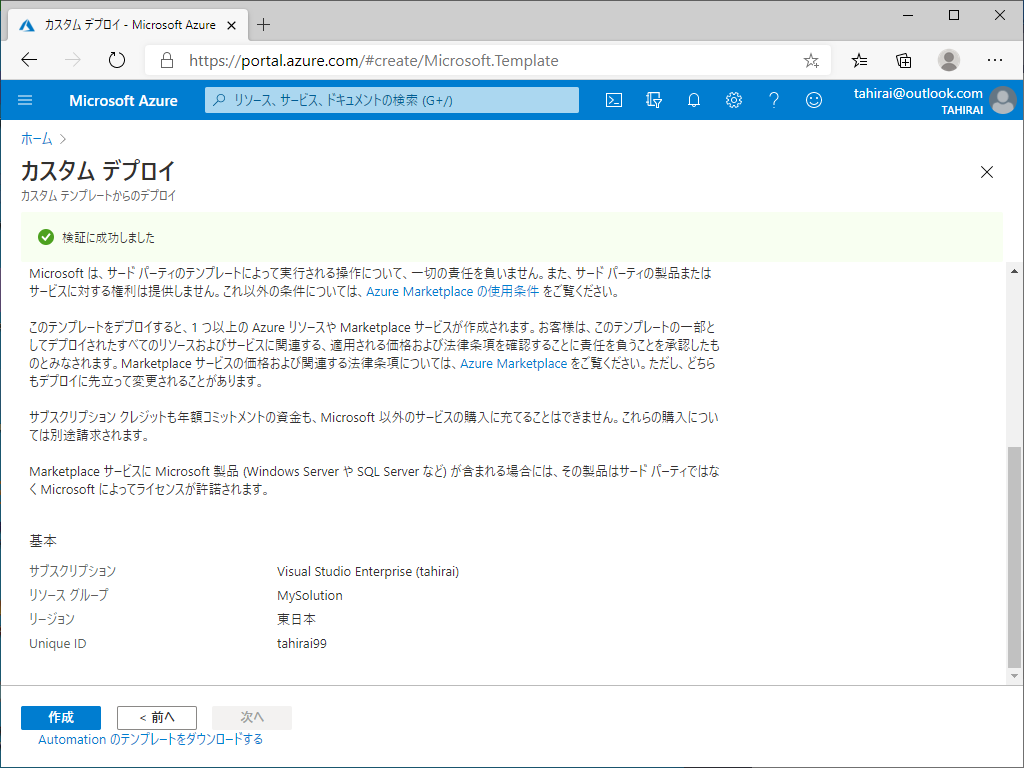 カスタム デプロイ - Microsoft Azure
https://portal.azure.com/#create/Microsoft.Template
Microsoft Azure
リソース、サービス、ドキュメントの検索 (G+/)
tahirai@outlook.com
TAHIRAI
ホーム
カスタム デプロイ
カスタム テンプレートからのデプロイ
検証に成功しました
Microsoft は、サード パーティのテンプレートによって実行される操作について、一切の責任を負いません。また、サード パーティの製品または
サービスに対する権利は提供しません。これ以外の条件については、Azure Marketplace の使用条件 をご覧ください。
このテンプレートをデプロイすると、1 つ以上の Azure リソースや Marketplace サービスが作成されます。お客様は、このテンプレートの一部と
してデプロイされたすべてのリソースおよびサービスに関連する、適用される価格および法律条項を確認することに責任を負うことを承認したも
のとみなされます。Marketplace サービスの価格および関連する法律条項については、Azure Marketplace をご覧ください。ただし、どちら
もデプロイに先立って変更されることがあります。
サブスクリプション クレジットも年額コミットメントの資金も、Microsoft 以外のサービスの購入に充てることはできません。これらの購入につい
ては別途請求されます。
Marketplace サービスに Microsoft 製品 (Windows Server や SQL Server など) が含まれる場合には、その製品はサード パーティではな
く Microsoft によってライセンスが許諾されます。
基本
サブスクリプション Visual Studio Enterprise (tahirai)
リソース グループ MySolution
リージョン 東日本
Unique ID tahirai99
作成 < 前へ 次へ
Automation のテンプレートをダウンロードする